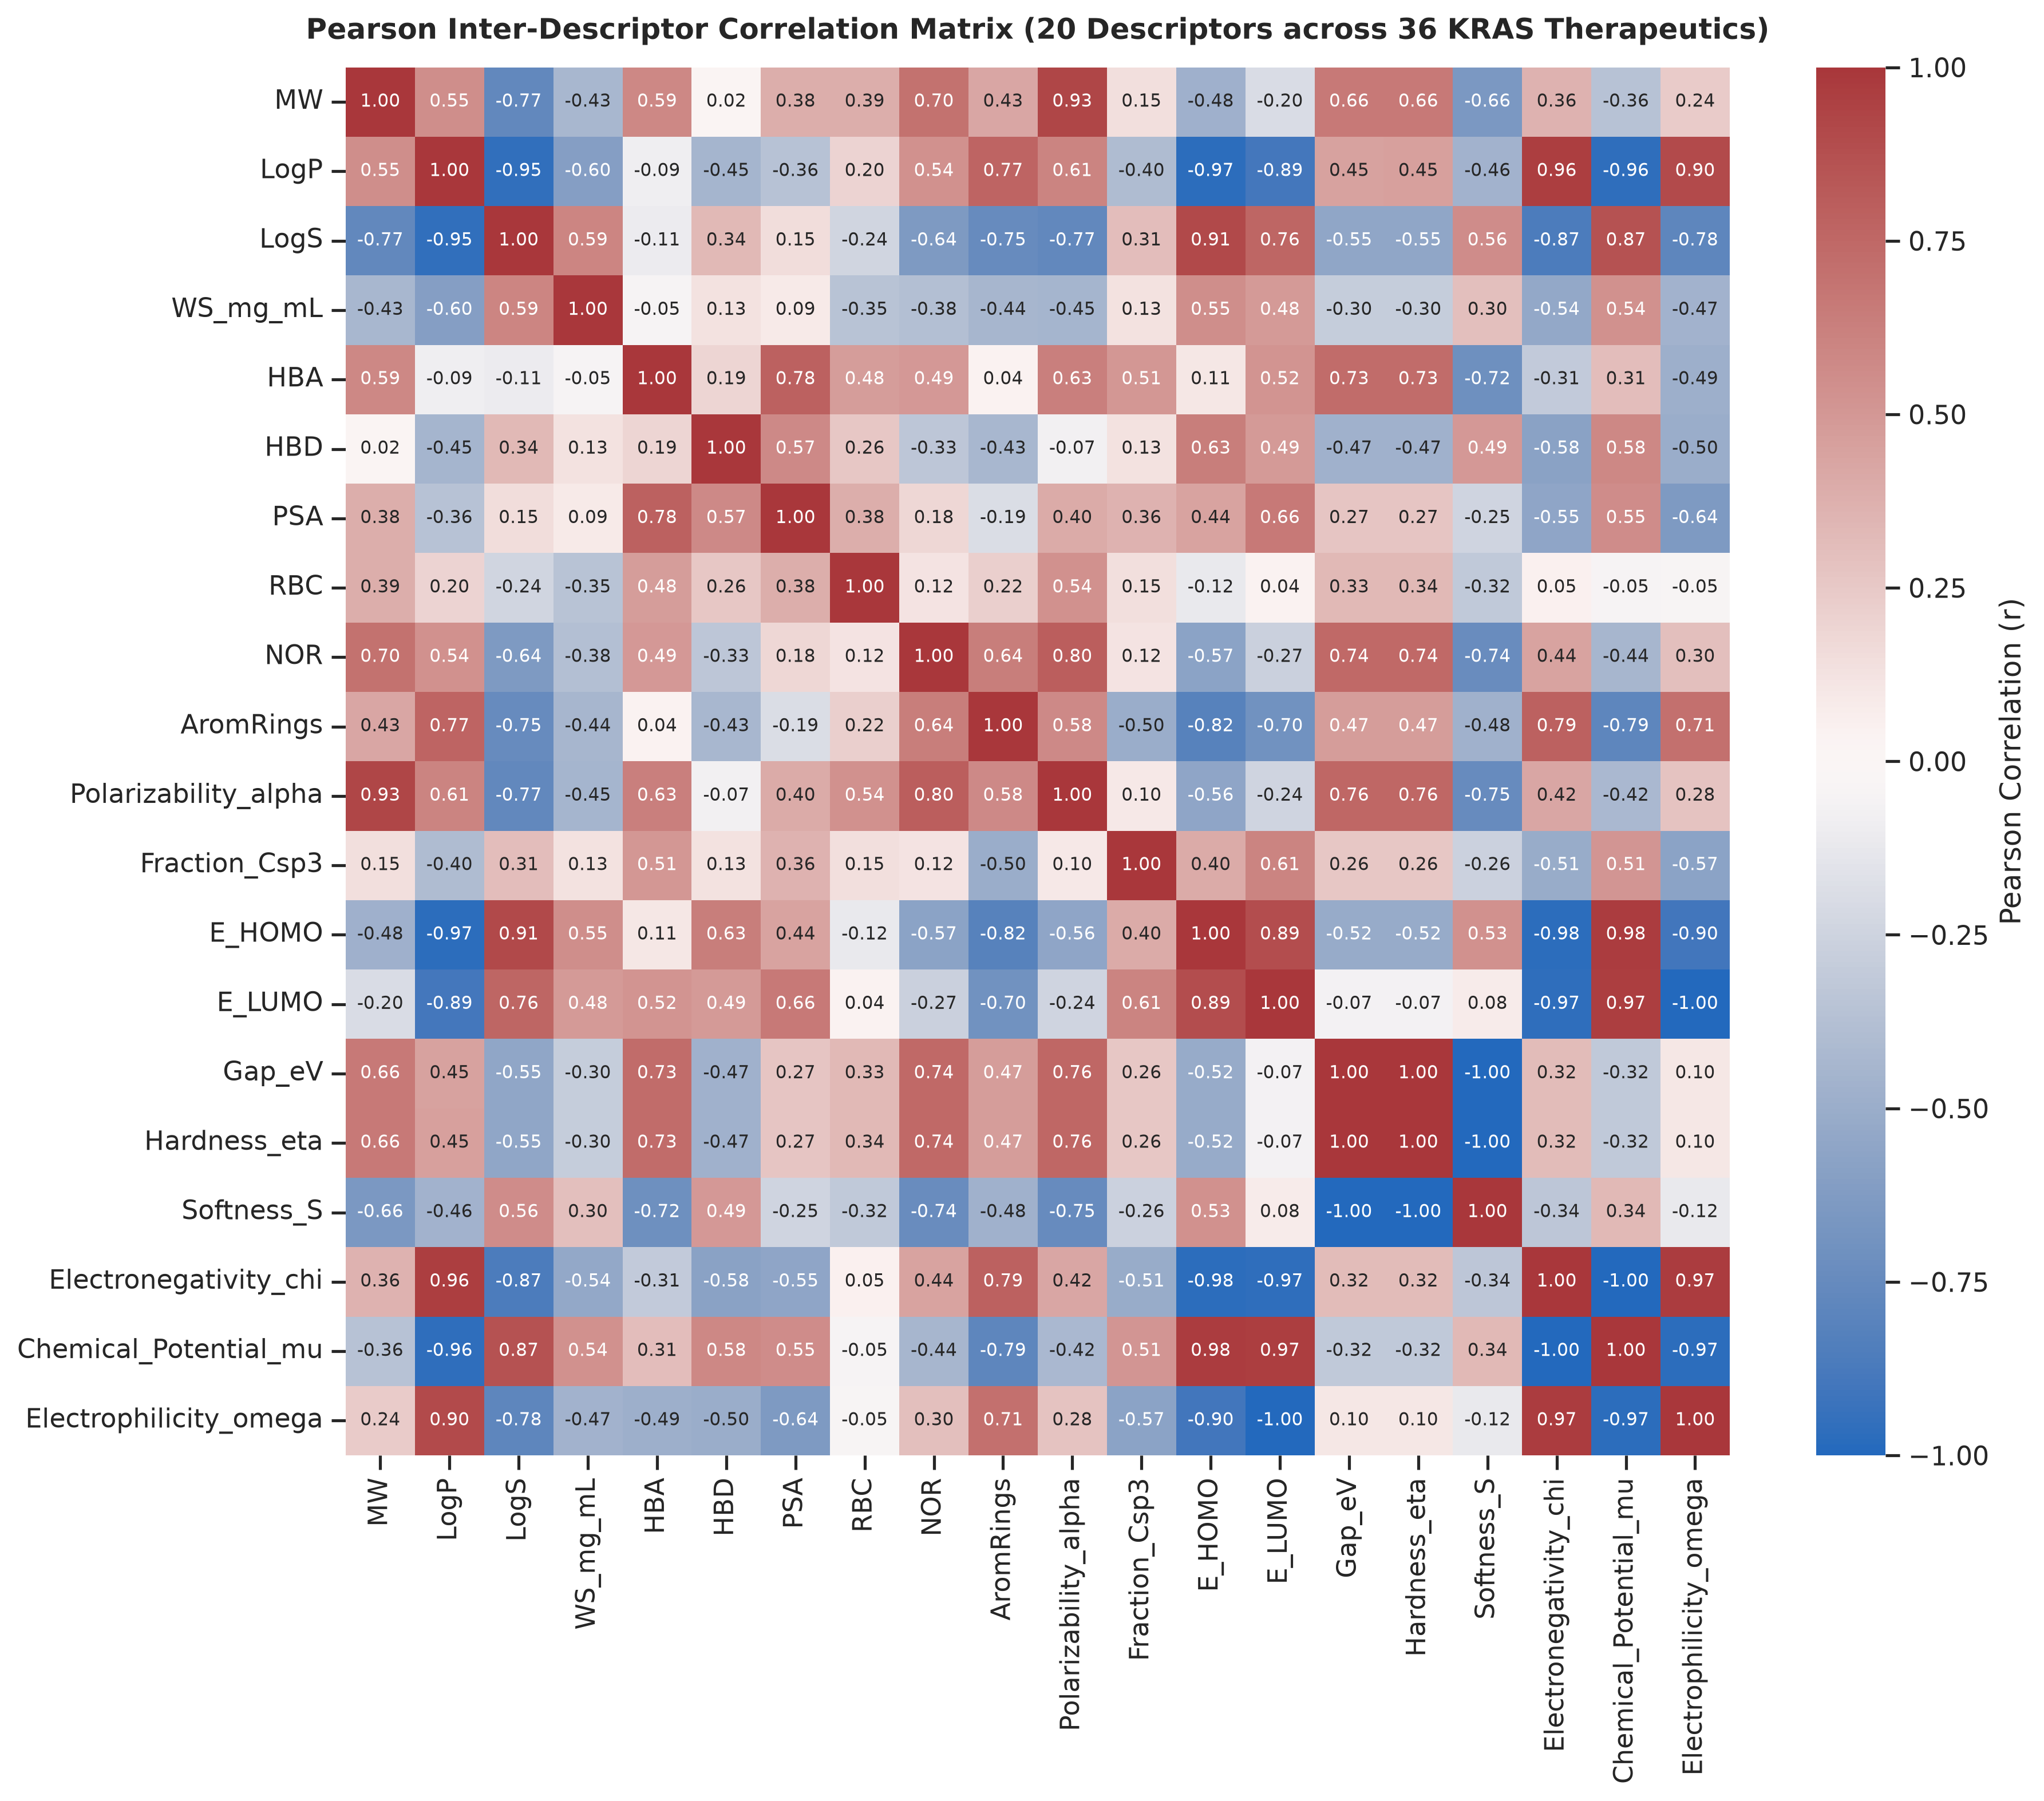 Pearson Inter-Descriptor Correlation Matrix (20 Descriptors across 36 KRAS Therapeutics)
MW 1.00 0.55 -0.77 -0.43 0.59 0.02 0.38 0.39 0.70 0.43 0.93 0.15 -0.48 -0.20 0.66 0.66 -0.66 0.36 -0.36 0.24
LogP 0.55 1.00 -0.95 -0.60 -0.09 -0.45 -0.36 0.20 0.54 0.77 0.61 -0.40 -0.97 -0.89 0.45 0.45 -0.46 0.96 -0.96 0.90
LogS -0.77 -0.95 1.00 0.59 -0.11 0.34 0.15 -0.24 -0.64 -0.75 -0.77 0.31 0.91 0.76 -0.55 -0.55 0.56 -0.87 0.87 -0.78
WS_mg_mL -0.43 -0.60 0.59 1.00 -0.05 0.13 0.09 -0.35 -0.38 -0.44 -0.45 0.13 0.55 0.48 -0.30 -0.30 0.30 -0.54 0.54 -0.47
HBA 0.59 -0.09 -0.11 -0.05 1.00 0.19 0.78 0.48 0.49 0.04 0.63 0.51 0.11 0.52 0.73 0.73 -0.72 -0.31 0.31 -0.49
HBD 0.02 -0.45 0.34 0.13 0.19 1.00 0.57 0.26 -0.33 -0.43 -0.07 0.13 0.63 0.49 -0.47 -0.47 0.49 -0.58 0.58 -0.50
PSA 0.38 -0.36 0.15 0.09 0.78 0.57 1.00 0.38 0.18 -0.19 0.40 0.36 0.44 0.66 0.27 0.27 -0.25 -0.55 0.55 -0.64
RBC 0.39 0.20 -0.24 -0.35 0.48 0.26 0.38 1.00 0.12 0.22 0.54 0.15 -0.12 0.04 0.33 0.34 -0.32 0.05 -0.05 -0.05
NOR 0.70 0.54 -0.64 -0.38 0.49 -0.33 0.18 0.12 1.00 0.64 0.80 0.12 -0.57 -0.27 0.74 0.74 -0.74 0.44 -0.44 0.30
AromRings 0.43 0.77 -0.75 -0.44 0.04 -0.43 -0.19 0.22 0.64 1.00 0.58 -0.50 -0.82 -0.70 0.47 0.47 -0.48 0.79 -0.79 0.71
Polarizability_alpha 0.93 0.61 -0.77 -0.45 0.63 -0.07 0.40 0.54 0.80 0.58 1.00 0.10 -0.56 -0.24 0.76 0.76 -0.75 0.42 -0.42 0.28
Fraction_Csp3 0.15 -0.40 0.31 0.13 0.51 0.13 0.36 0.15 0.12 -0.50 0.10 1.00 0.40 0.61 0.26 0.26 -0.26 -0.51 0.51 -0.57
E_HOMO -0.48 -0.97 0.91 0.55 0.11 0.63 0.44 -0.12 -0.57 -0.82 -0.56 0.40 1.00 0.89 -0.52 -0.52 0.53 -0.98 0.98 -0.90
E_LUMO -0.20 -0.89 0.76 0.48 0.52 0.49 0.66 0.04 -0.27 -0.70 -0.24 0.61 0.89 1.00 -0.07 -0.07 0.08 -0.97 0.97 -1.00
Gap_eV 0.66 0.45 -0.55 -0.30 0.73 -0.47 0.27 0.33 0.74 0.47 0.76 0.26 -0.52 -0.07 1.00 1.00 -1.00 0.32 -0.32 0.10
Hardness_eta 0.66 0.45 -0.55 -0.30 0.73 -0.47 0.27 0.34 0.74 0.47 0.76 0.26 -0.52 -0.07 1.00 1.00 -1.00 0.32 -0.32 0.10
Softness_S -0.66 -0.46 0.56 0.30 -0.72 0.49 -0.25 -0.32 -0.74 -0.48 -0.75 -0.26 0.53 0.08 -1.00 -1.00 1.00 -0.34 0.34 -0.12
Electronegativity_chi 0.36 0.96 -0.87 -0.54 -0.31 -0.58 -0.55 0.05 0.44 0.79 0.42 -0.51 -0.98 -0.97 0.32 0.32 -0.34 1.00 -1.00 0.97
Chemical_Potential_mu -0.36 -0.96 0.87 0.54 0.31 0.58 0.55 -0.05 -0.44 -0.79 -0.42 0.51 0.98 0.97 -0.32 -0.32 0.34 -1.00 1.00 -0.97
Electrophilicity_omega 0.24 0.90 -0.78 -0.47 -0.49 -0.50 -0.64 -0.05 0.30 0.71 0.28 -0.57 -0.90 -1.00 0.10 0.10 -0.12 0.97 -0.97 1.00
MW
LogP
LogS
WS_mg_mL
HBA
HBD
PSA
RBC
NOR
AromRings
Polarizability_alpha
Fraction_Csp3
E_HOMO
E_LUMO
Gap_eV
Hardness_eta
Softness_S
Electronegativity_chi
Chemical_Potential_mu
Electrophilicity_omega
1.00
0.75
0.50
0.25
0.00
−0.25
−0.50
−0.75
−1.00
Pearson Correlation (r)